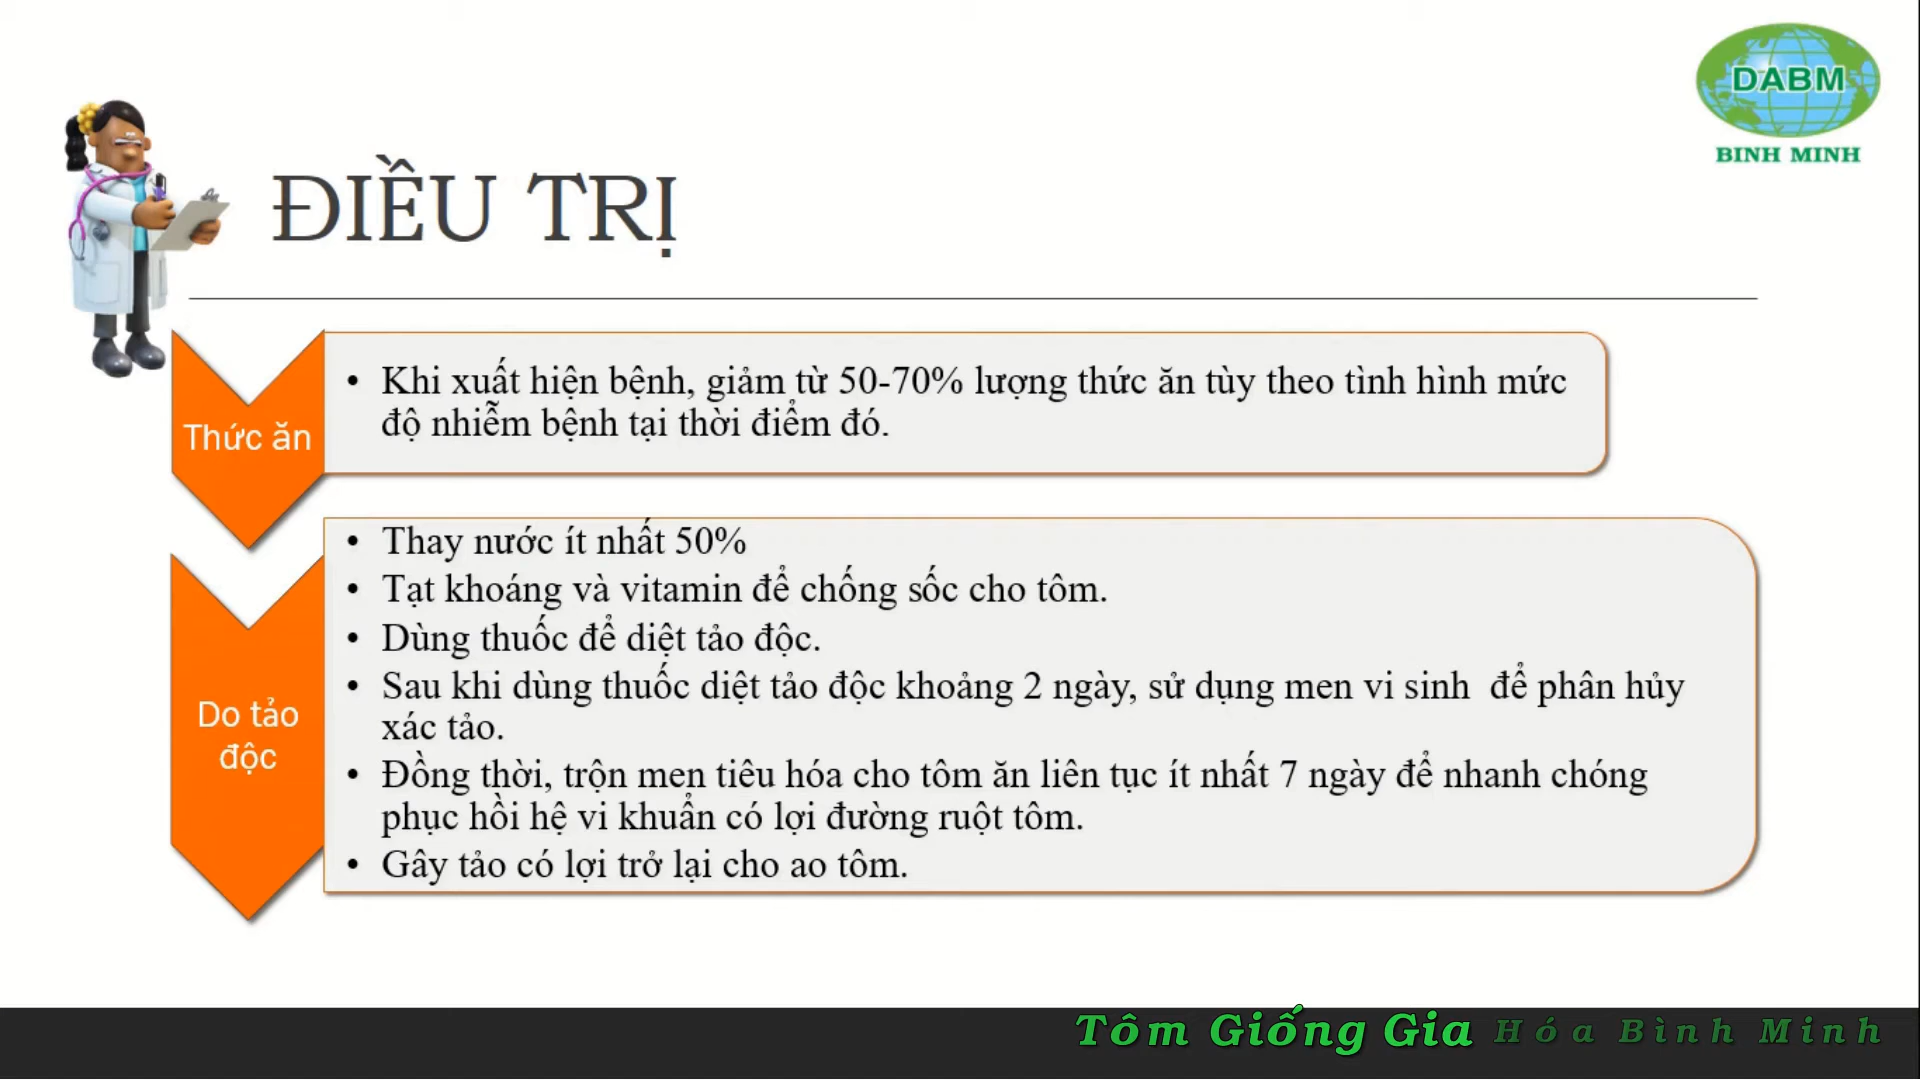 DABM
BINH MINH
ĐIỀU TRỊ
Thức ăn
• Khi xuất hiện bệnh, giảm từ 50-70% lượng thức ăn tùy theo tình hình mức
độ nhiễm bệnh tại thời điểm đó.
Do tảo
độc
• Thay nước ít nhất 50%
• Tạt khoáng và vitamin để chống sốc cho tôm.
• Dùng thuốc để diệt tảo độc.
• Sau khi dùng thuốc diệt tảo độc khoảng 2 ngày, sử dụng men vi sinh để phân hủy
xác tảo.
• Đồng thời, trộn men tiêu hóa cho tôm ăn liên tục ít nhất 7 ngày để nhanh chóng
phục hồi hệ vi khuẩn có lợi đường ruột tôm.
• Gây tảo có lợi trở lại cho ao tôm.
Tôm Giống Gia Hóa Bình Minh